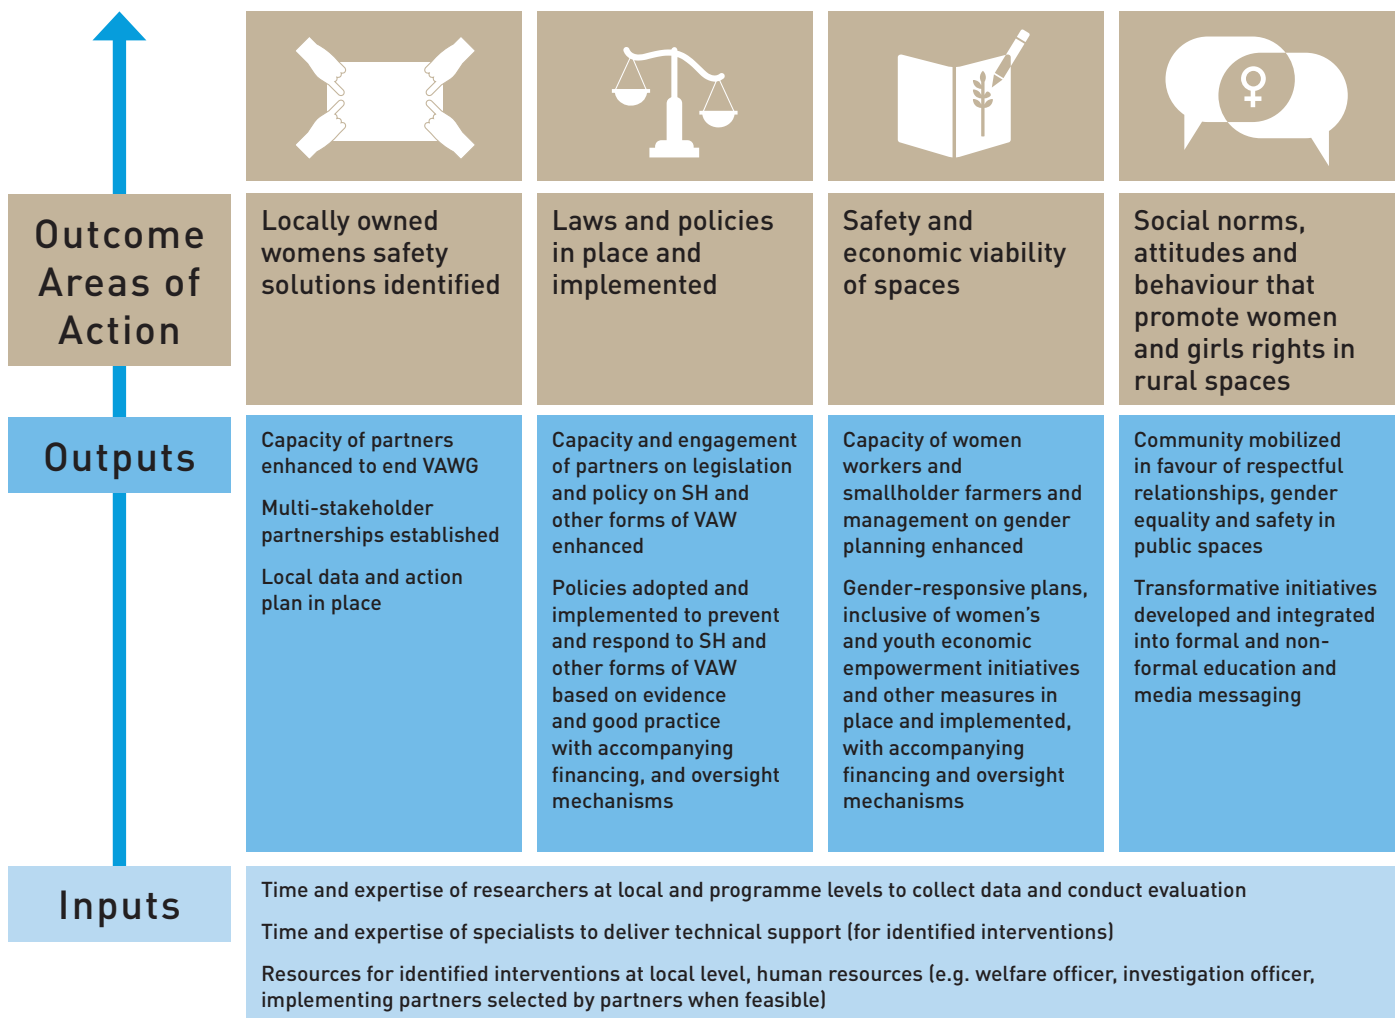 Outcome
Areas of
Action
Locally owned
womens safety
solutions identified
Laws and policies
in place and
implemented
Safety and
economic viability
of spaces
Social norms,
attitudes and
behaviour that
promote women
and girls rights in
rural spaces
Outputs
Capacity of partners
enhanced to end VAWG
Multi-stakeholder
partnerships established
Local data and action
plan in place
Capacity and engagement
of partners on legislation
and policy on SH and
other forms of VAW
enhanced
Policies adopted and
implemented to prevent
and respond to SH and
other forms of VAW
based on evidence
and good practice
with accompanying
financing, and oversight
mechanisms
Capacity of women
workers and
smallholder farmers and
management on gender
planning enhanced
Gender-responsive plans,
inclusive of women’s
and youth economic
empowerment initiatives
and other measures in
place and implemented,
with accompanying
financing and oversight
mechanisms
Community mobilized
in favour of respectful
relationships, gender
equality and safety in
public spaces
Transformative initiatives
developed and integrated
into formal and non-
formal education and
media messaging
Inputs
Time and expertise of researchers at local and programme levels to collect data and conduct evaluation
Time and expertise of specialists to deliver technical support (for identified interventions)
Resources for identified interventions at local level, human resources (e.g. welfare officer, investigation officer,
implementing partners selected by partners when feasible)